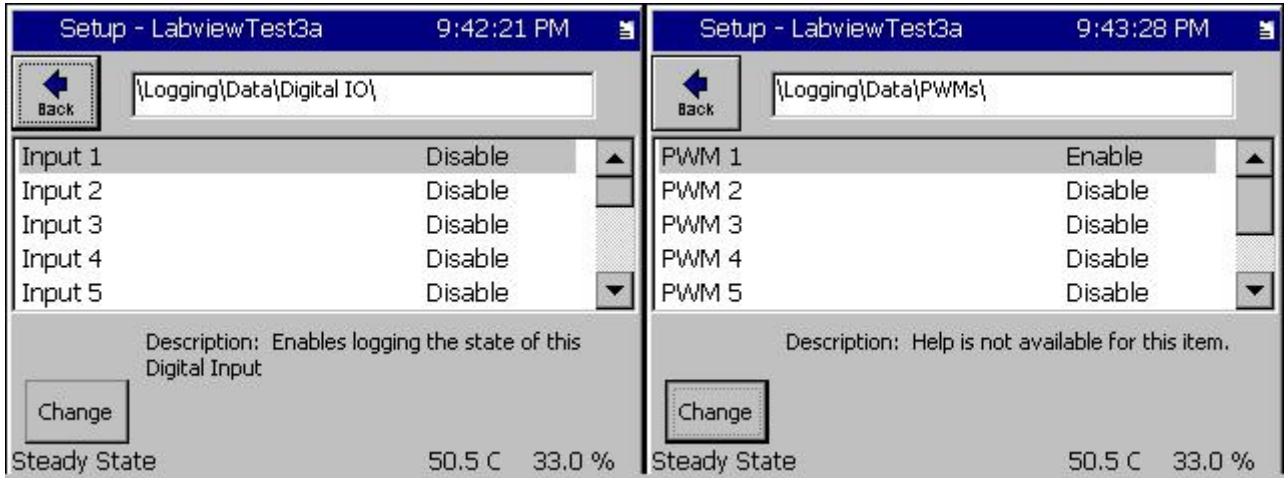 Setup - LabviewTest3a 9:42:21 PM
Back
\Logging\Data\Digital IO\
Input 1 Disable
Input 2 Disable
Input 3 Disable
Input 4 Disable
Input 5 Disable
Description: Enables logging the state of this
Digital Input
Change
Steady State 50.5 C 33.0 %
Setup - LabviewTest3a 9:43:28 PM
Back
\Logging\Data\PWMs\
PWM 1 Enable
PWM 2 Disable
PWM 3 Disable
PWM 4 Disable
PWM 5 Disable
Description: Help is not available for this item.
Change
Steady State 50.5 C 33.0 %